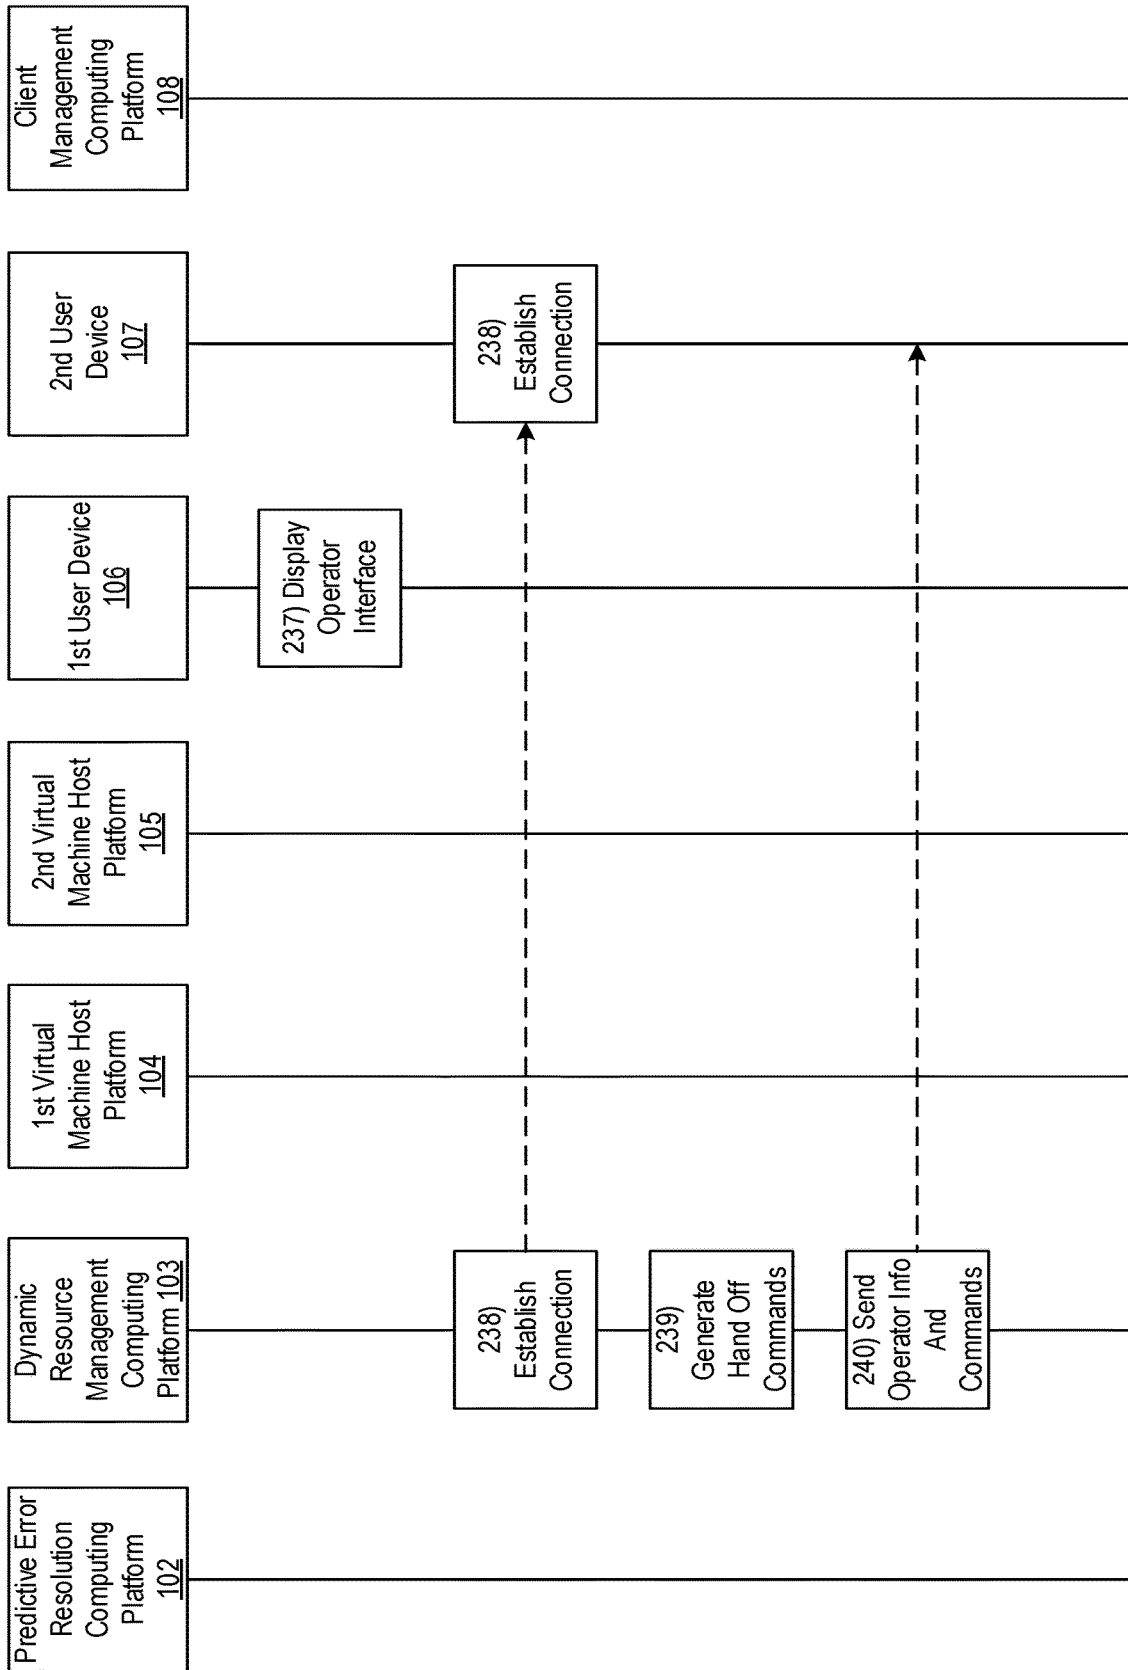 Predictive Error
Resolution
Computing
Platform
102
Dynamic
Resource
Management
Computing
Platform 103
1st Virtual
Machine Host
Platform
104
2nd Virtual
Machine Host
Platform
105
1st User Device
106
2nd User
Device
107
Client
Management
Computing
Platform
108
237) Display
Operator
Interface
238)
Establish
Connection
238)
Establish
Connection
239)
Generate
Hand Off
Commands
240) Send
Operator Info
And
Commands